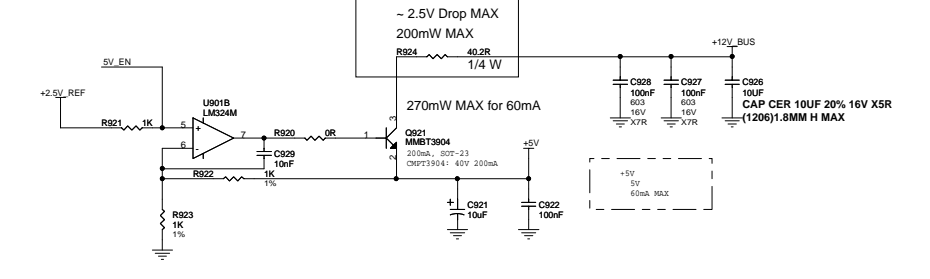 ~ 2.5V Drop MAX
200mW MAX
R924
40.2R
1/4 W
+12V_BUS
5V_EN
+2.5V_REF
U901B
LM324M
R921
1K
5
+
6
-
7
R920
0R
1
3
2
270mW MAX for 60mA
Q921
MMBT3904
200mA, SOT-23
CMPT3904: 40V 200mA
C929
10nF
R922
1K
1%
R923
1K
1%
+5V
+
C921
10uF
C922
100nF
C928
100nF
603
16V
X7R
C927
100nF
603
16V
X7R
C926
10UF
CAP CER 10UF 20% 16V X5R
(1206)1.8MM H MAX
+5V
5V
60mA MAX